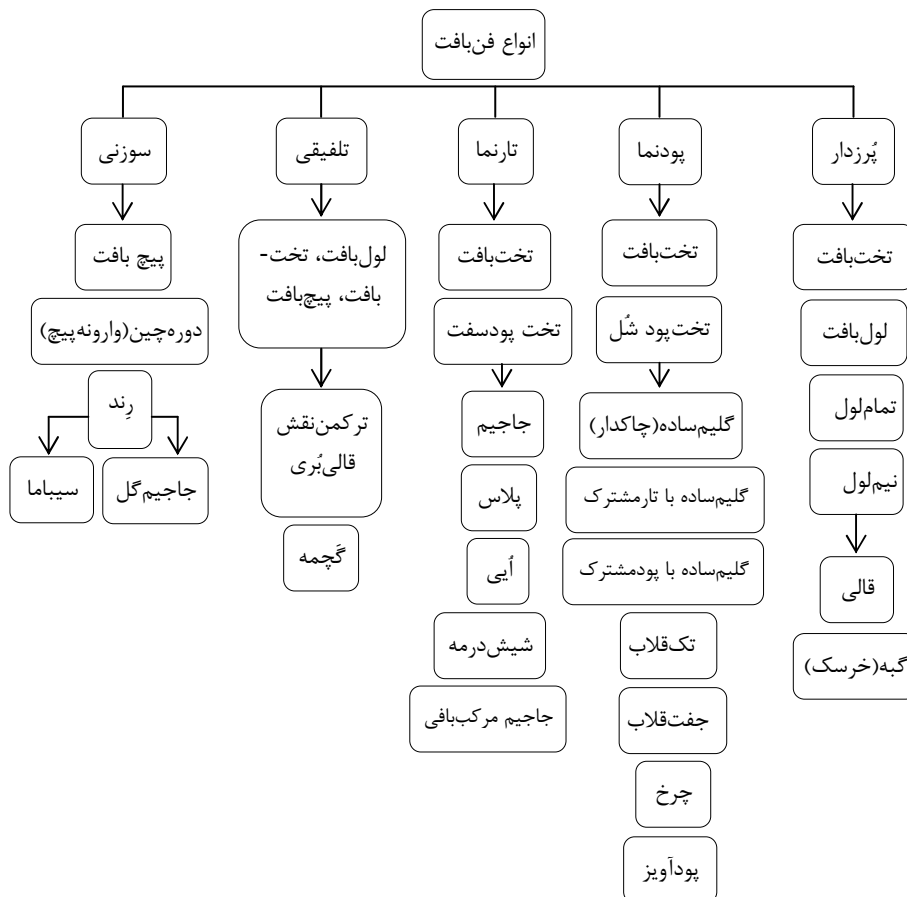 انواع فن‌بافت
پُرزدار
تخت‌بافت
لول‌بافت
تمام‌لول
نیم‌لول
قالی
گبه(خرسک)
پودنما
تخت‌بافت
تخت‌پود شُل
گلیم‌ساده(چاکدار)
گلیم‌ساده با تارمشترک
گلیم‌ساده با پودمشترک
تک‌قلاب
جفت‌قلاب
چرخ
پودآویز
تارنما
تخت‌بافت
تخت پودسفت
جاجیم
پلاس
اُیی
شیش‌درمه
جاجیم مرکب‌بافی
تلفیقی
لول‌بافت، تخت-
بافت، پیچ‌بافت
ترکمن‌نقش
قالی‌بُری
گَچمه
سوزنی
پیچ بافت
دوره‌چین(وارونه‌پیچ)
رِند
جاجیم‌گل
سیباما